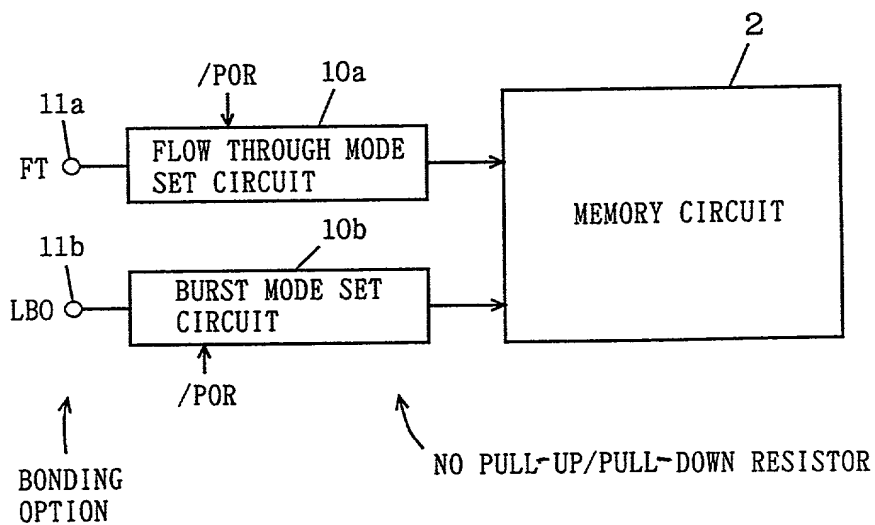 2
/POR
10a
11a
FT
FLOW THROUGH MODE
SET CIRCUIT
MEMORY CIRCUIT
11b
10b
LBO
BURST MODE SET
CIRCUIT
/POR
BONDING
OPTION
NO PULL-UP/PULL-DOWN RESISTOR